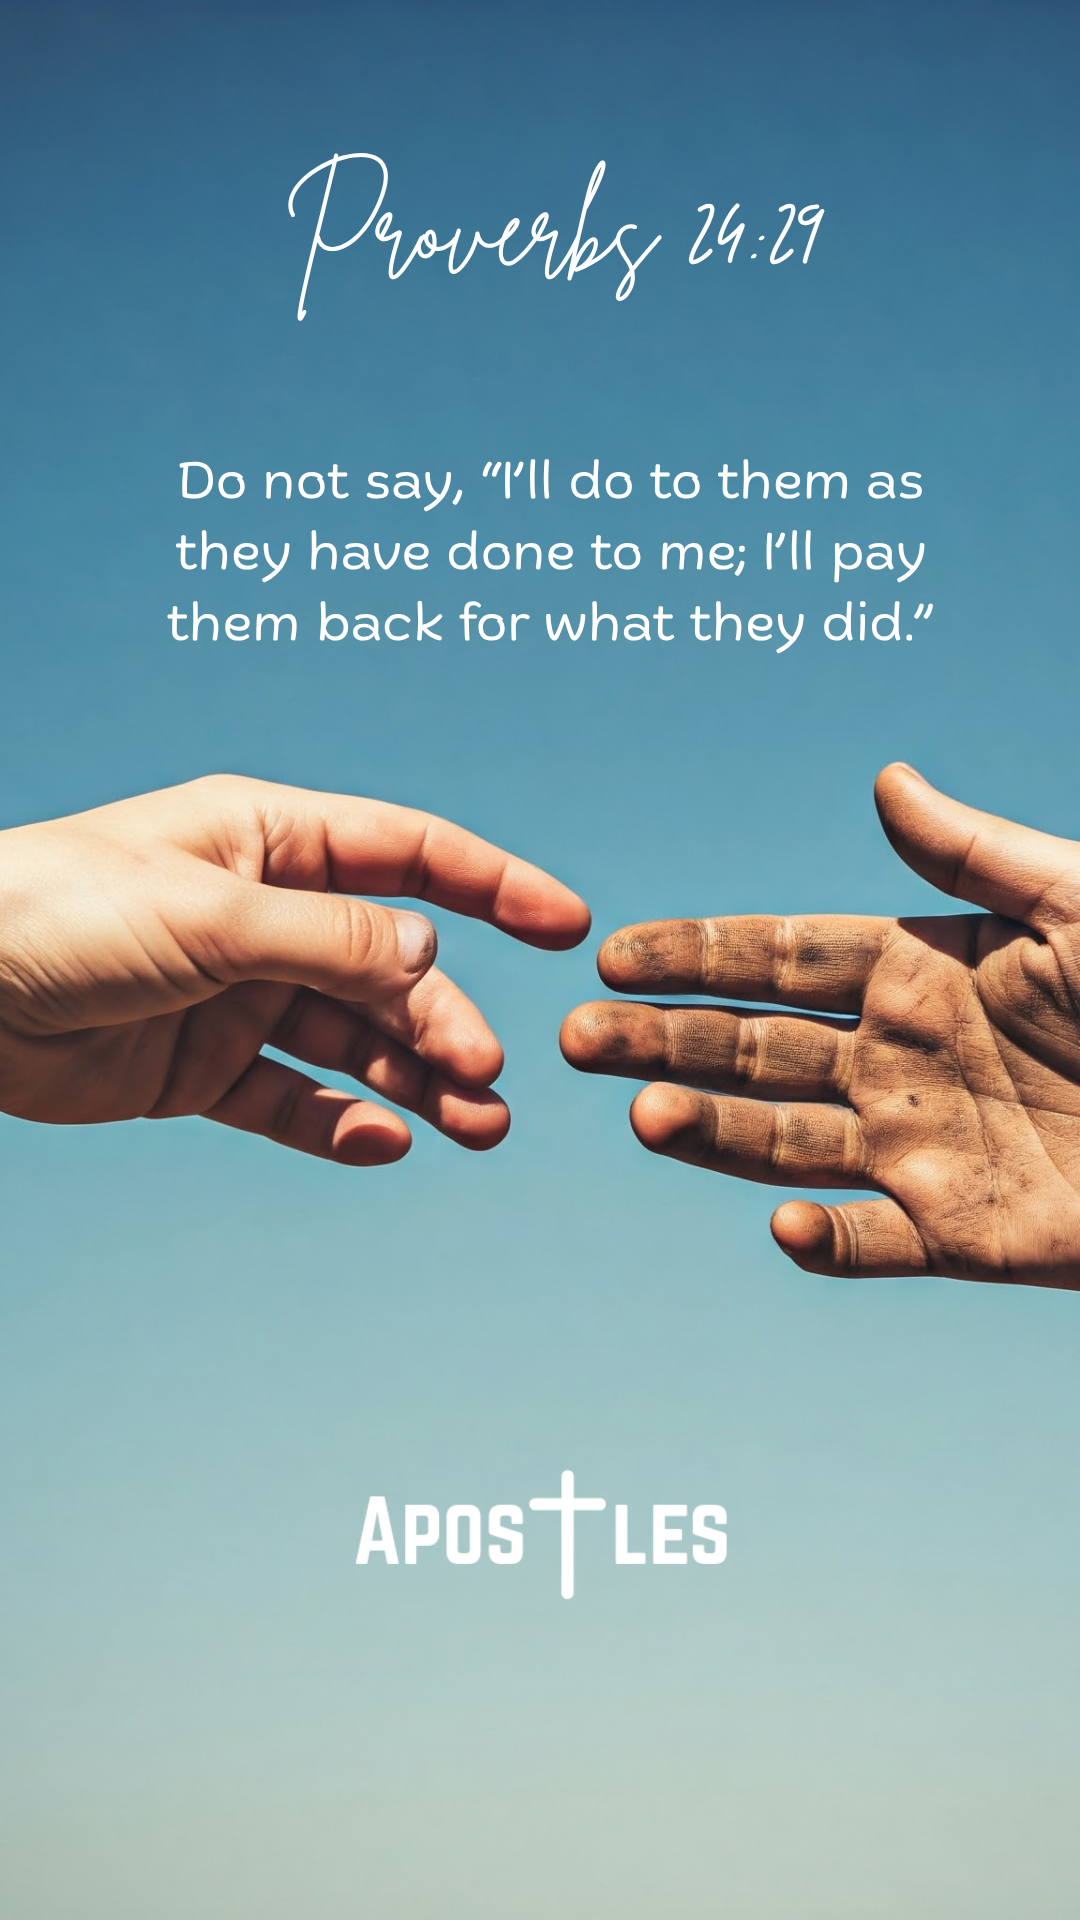 Proverbs 24:29
Do not say, “I’ll do to them as
they have done to me; I’ll pay
them back for what they did.”
APOSTLES